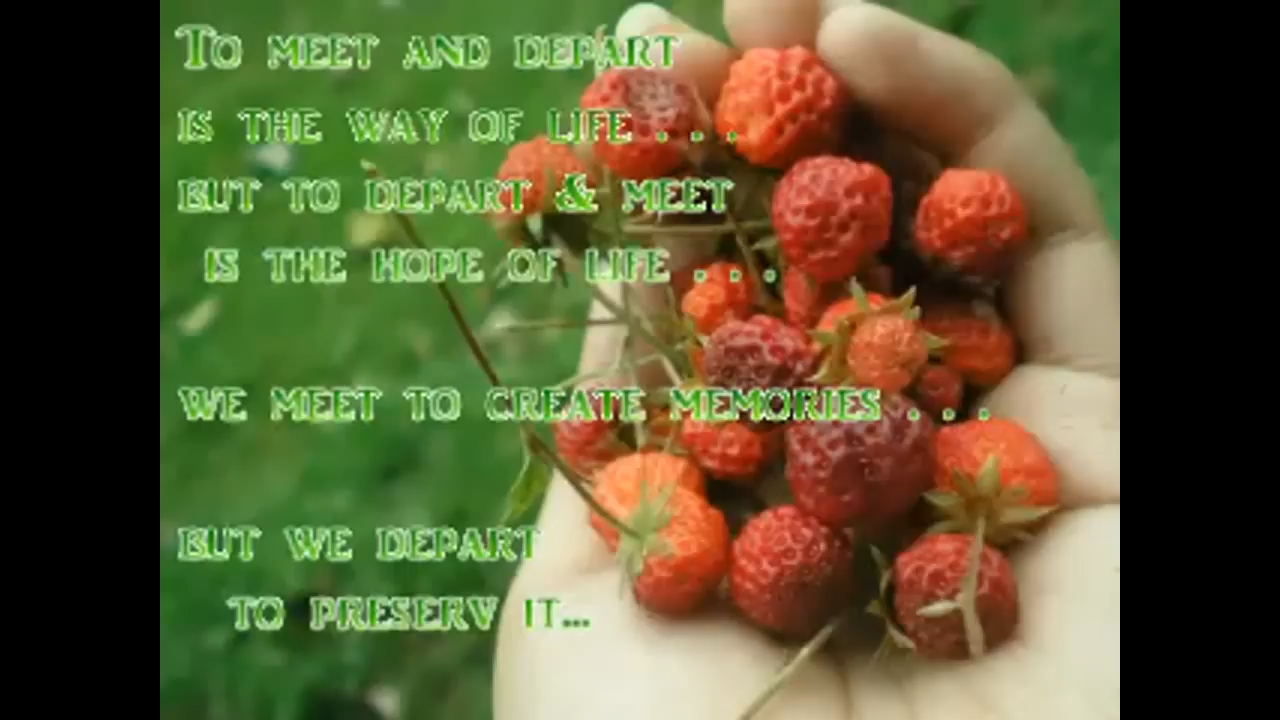 To meet and depart
is the way of life . . .
but to depart & meet
is the hope of life . . .
we meet to create memories . . .
but we depart
to preserv it...